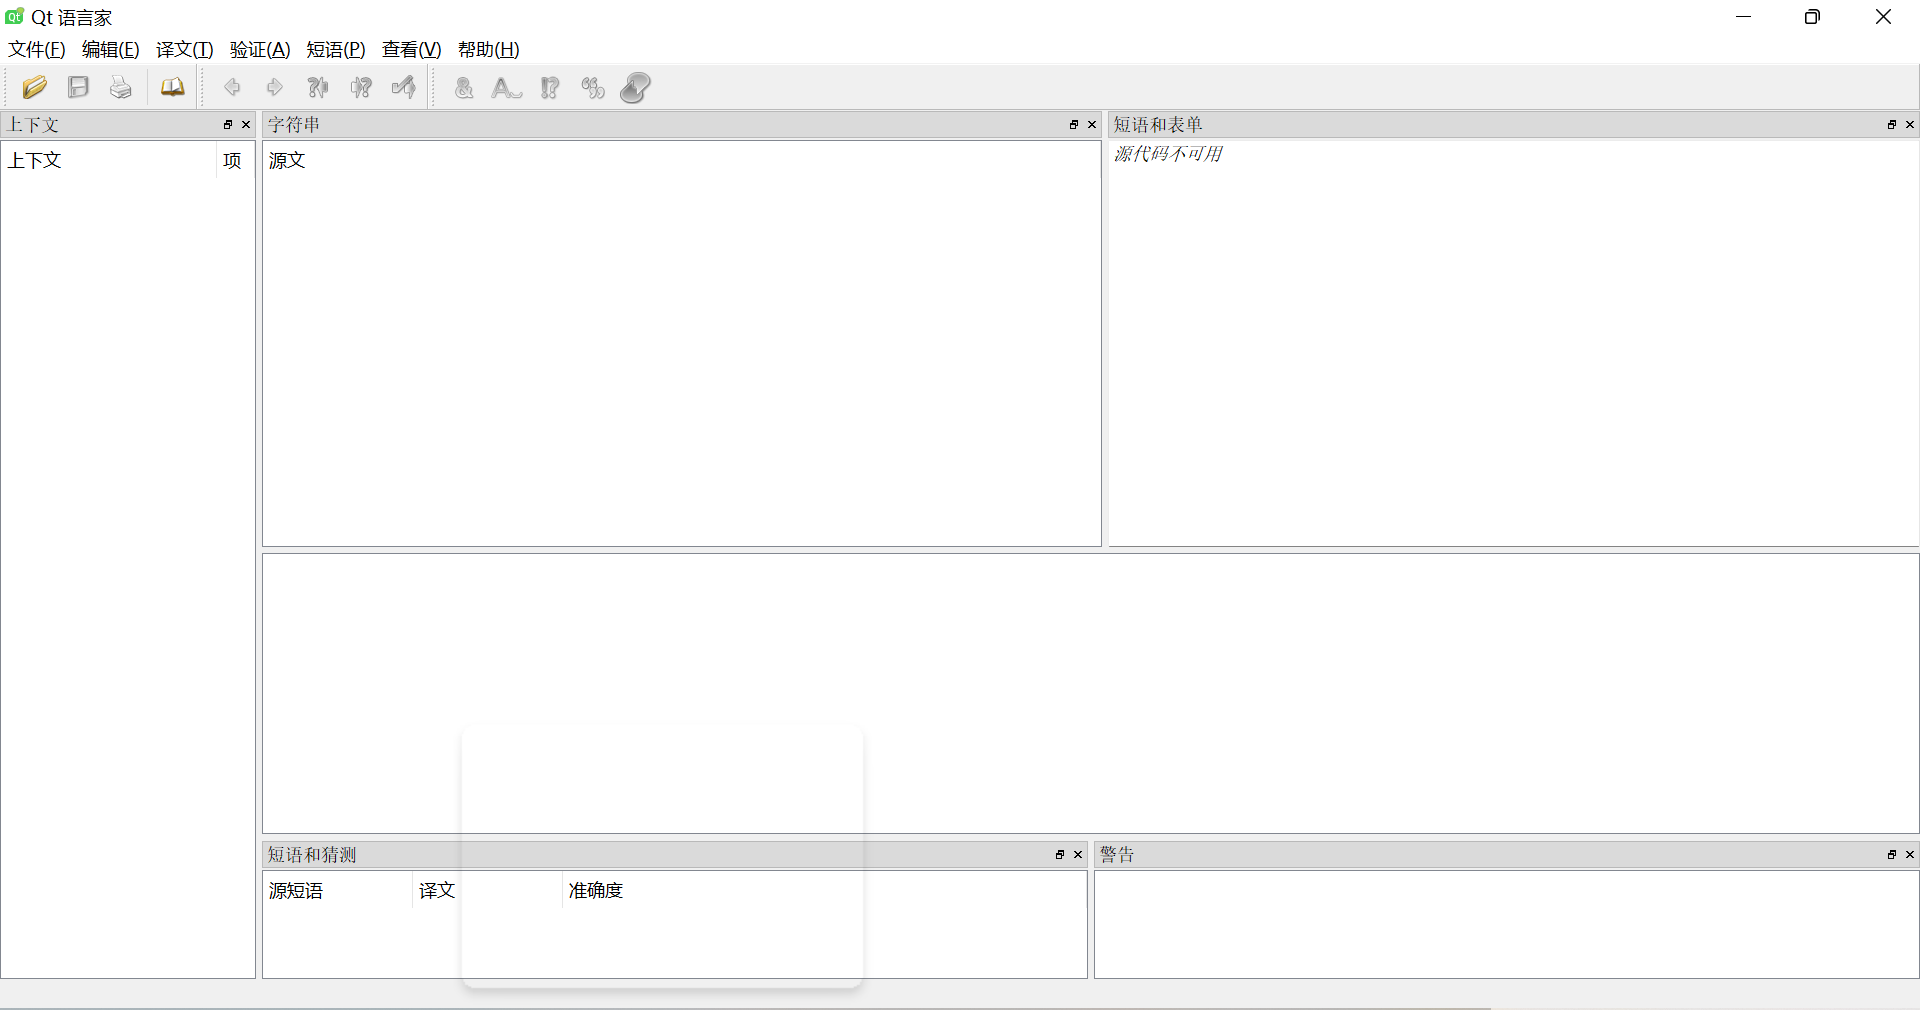 Qt 语言家
文件(F) 编辑(E) 译文(T) 验证(A) 短语(P) 查看(V) 帮助(H)
上下文
上下文 项
字符串
源文
短语和表单
源代码不可用
短语和猜测
源短语 译文 准确度
警告